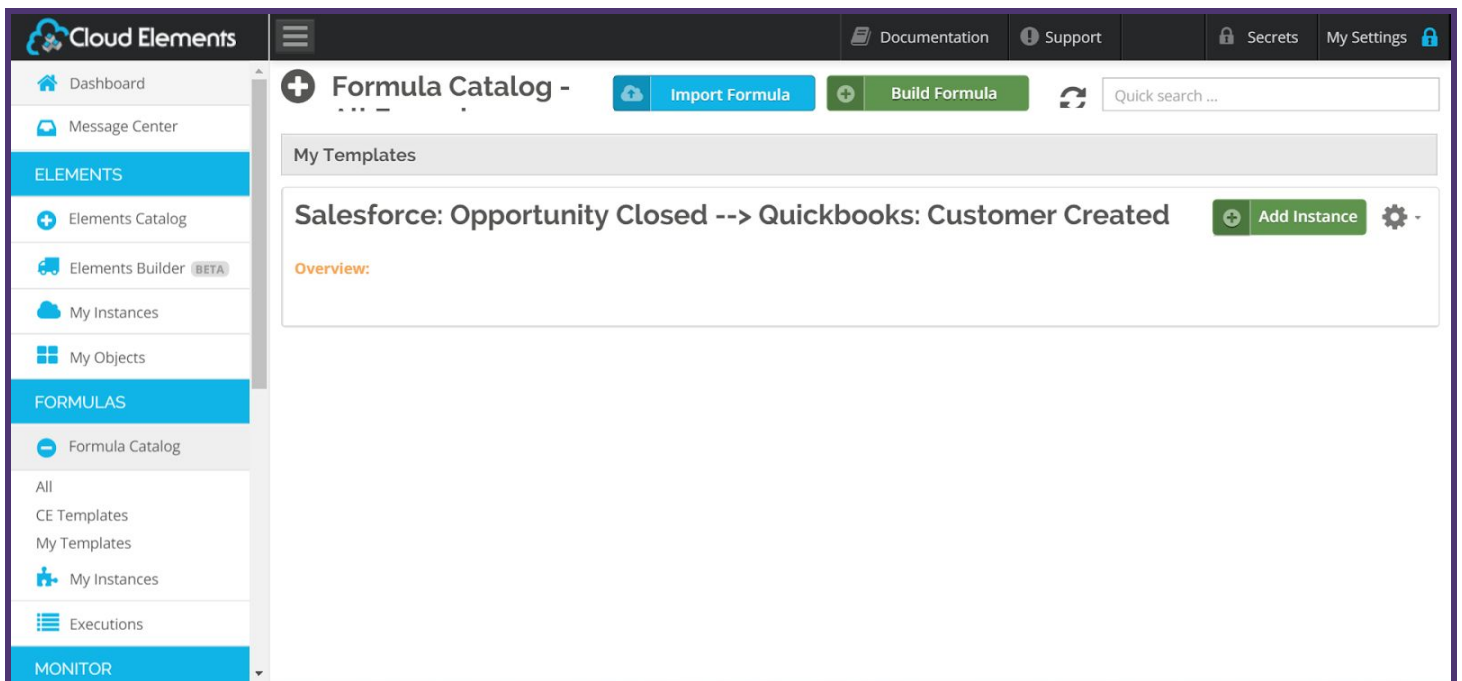 Cloud Elements
Documentation
Support
Secrets
My Settings
Dashboard
Message Center
ELEMENTS
Elements Catalog
Elements Builder BETA
My Instances
My Objects
FORMULAS
Formula Catalog
All
CE Templates
My Templates
My Instances
Executions
MONITOR
Formula Catalog -
Import Formula
Build Formula
Quick search ...
My Templates
Salesforce: Opportunity Closed --> Quickbooks: Customer Created
Add Instance
Overview: